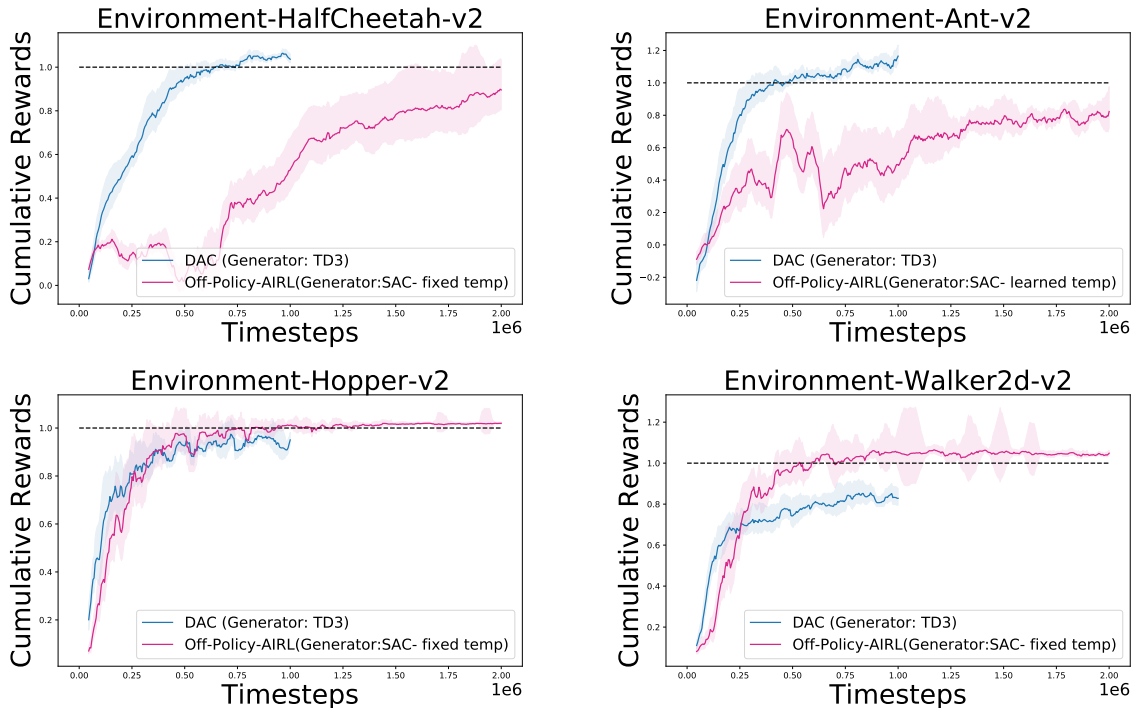 Environment-HalfCheetah-v2
Cumulative Rewards
1.0
0.8
0.6
0.4
0.2
0.0
DAC (Generator: TD3)
Off-Policy-AIRL(Generator:SAC- fixed temp)
0.00 0.25 0.50 0.75 1.00 1.25 1.50 1.75 2.00
Timesteps
1e6
Environment-Ant-v2
Cumulative Rewards
1.2
1.0
0.8
0.6
0.4
0.2
0.0
−0.2
DAC (Generator: TD3)
Off-Policy-AIRL(Generator:SAC- learned temp)
0.00 0.25 0.50 0.75 1.00 1.25 1.50 1.75 2.00
Timesteps
1e6
Environment-Hopper-v2
Cumulative Rewards
1.0
0.8
0.6
0.4
0.2
DAC (Generator: TD3)
Off-Policy-AIRL(Generator:SAC- fixed temp)
0.00 0.25 0.50 0.75 1.00 1.25 1.50 1.75 2.00
Timesteps
1e6
Environment-Walker2d-v2
Cumulative Rewards
1.2
1.0
0.8
0.6
0.4
0.2
DAC (Generator: TD3)
Off-Policy-AIRL(Generator:SAC- fixed temp)
0.00 0.25 0.50 0.75 1.00 1.25 1.50 1.75 2.00
Timesteps
1e6